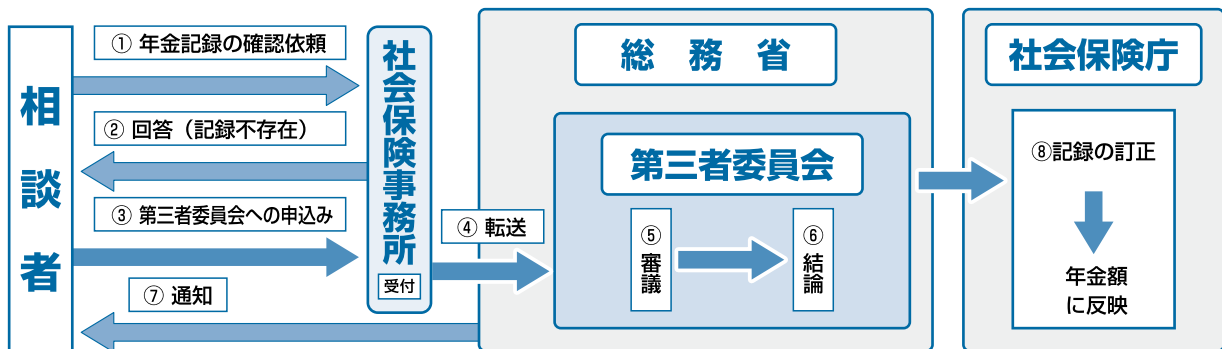 相談者
① 年金記録の確認依頼
② 回答（記録不存在）
③ 第三者委員会への申込み
⑦ 通知
社会保険事務所
受付
④ 転送
総務省
第三者委員会
⑤審議
⑥結論
社会保険庁
⑧記録の訂正
年金額
に反映